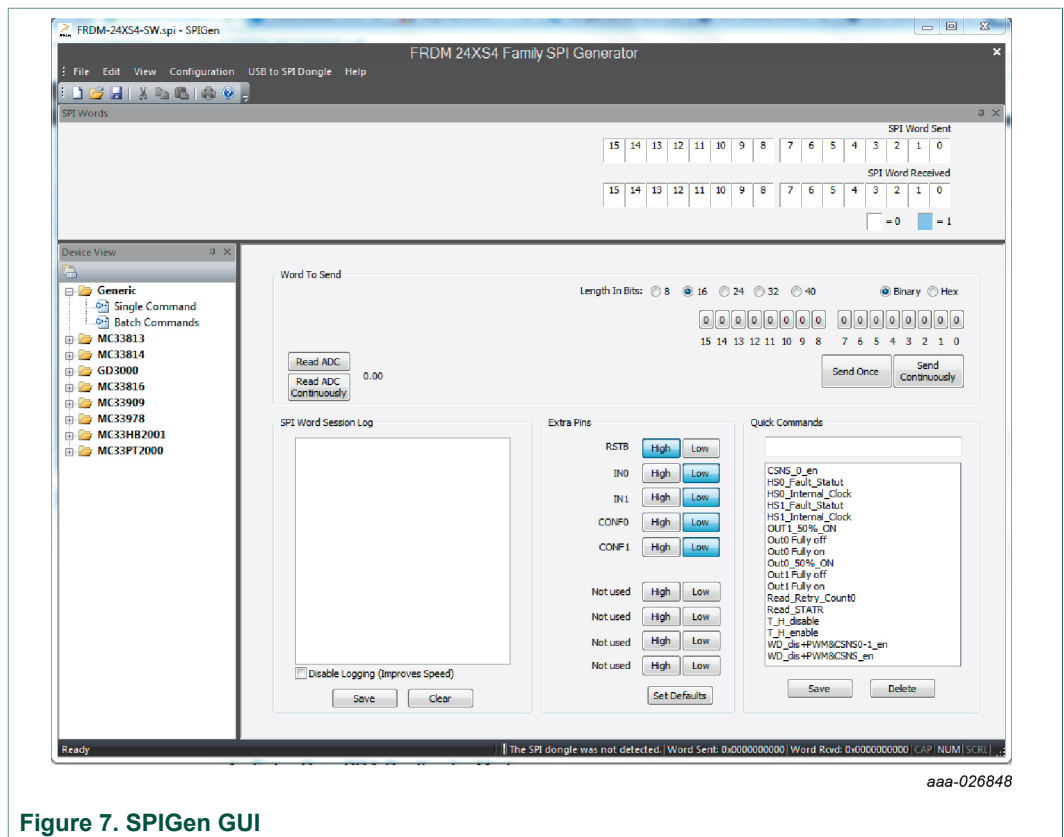 FRDM-24XS4-SW.spi - SPIGen
FRDM 24XS4 Family SPI Generator
File Edit View Configuration USB to SPI Dongle Help
SPI Words
SPI Word Sent
15 14 13 12 11 10 9 8 7 6 5 4 3 2 1 0
SPI Word Received
15 14 13 12 11 10 9 8 7 6 5 4 3 2 1 0
= 0 = 1
Device View
Generic
Single Command
Batch Commands
MC33813
MC33814
GD3000
MC33816
MC33909
MC33978
MC33HB2001
MC33PT2000
Word To Send
Length In Bits: 8 16 24 32 40 Binary Hex
0 0 0 0 0 0 0 0 0 0 0 0 0 0 0 0
15 14 13 12 11 10 9 8 7 6 5 4 3 2 1 0
Read ADC
Read ADC
Continuously
0.00
Send Once
Send
Continuously
SPI Word Session Log
Disable Logging (Improves Speed)
Save Clear
Extra Pins
RSTB High Low
IN0 High Low
IN1 High Low
CONF0 High Low
CONF1 High Low
Not used High Low
Not used High Low
Not used High Low
Not used High Low
Set Defaults
Quick Commands
CSNS_0_en
HS0_Fault_Statut
HS0_Internal_Clock
HS1_Fault_Statut
HS1_Internal_Clock
OUT1_50%_ON
Out0 Fully off
Out0 Fully on
Out0_50%_ON
Out1 Fully off
Out1 Fully on
Read_Retry_Count0
Read_STATR
T_H_disable
T_H_enable
WD_dis+PWM&CSNS0-1_en
WD_dis+PWM&CSNS_en
Save Delete
Ready
The SPI dongle was not detected. Word Sent: 0x0000000000 Word Rcvd: 0x0000000000 CAP NUM SCRL
aaa-026848
Figure 7. SPIGen GUI